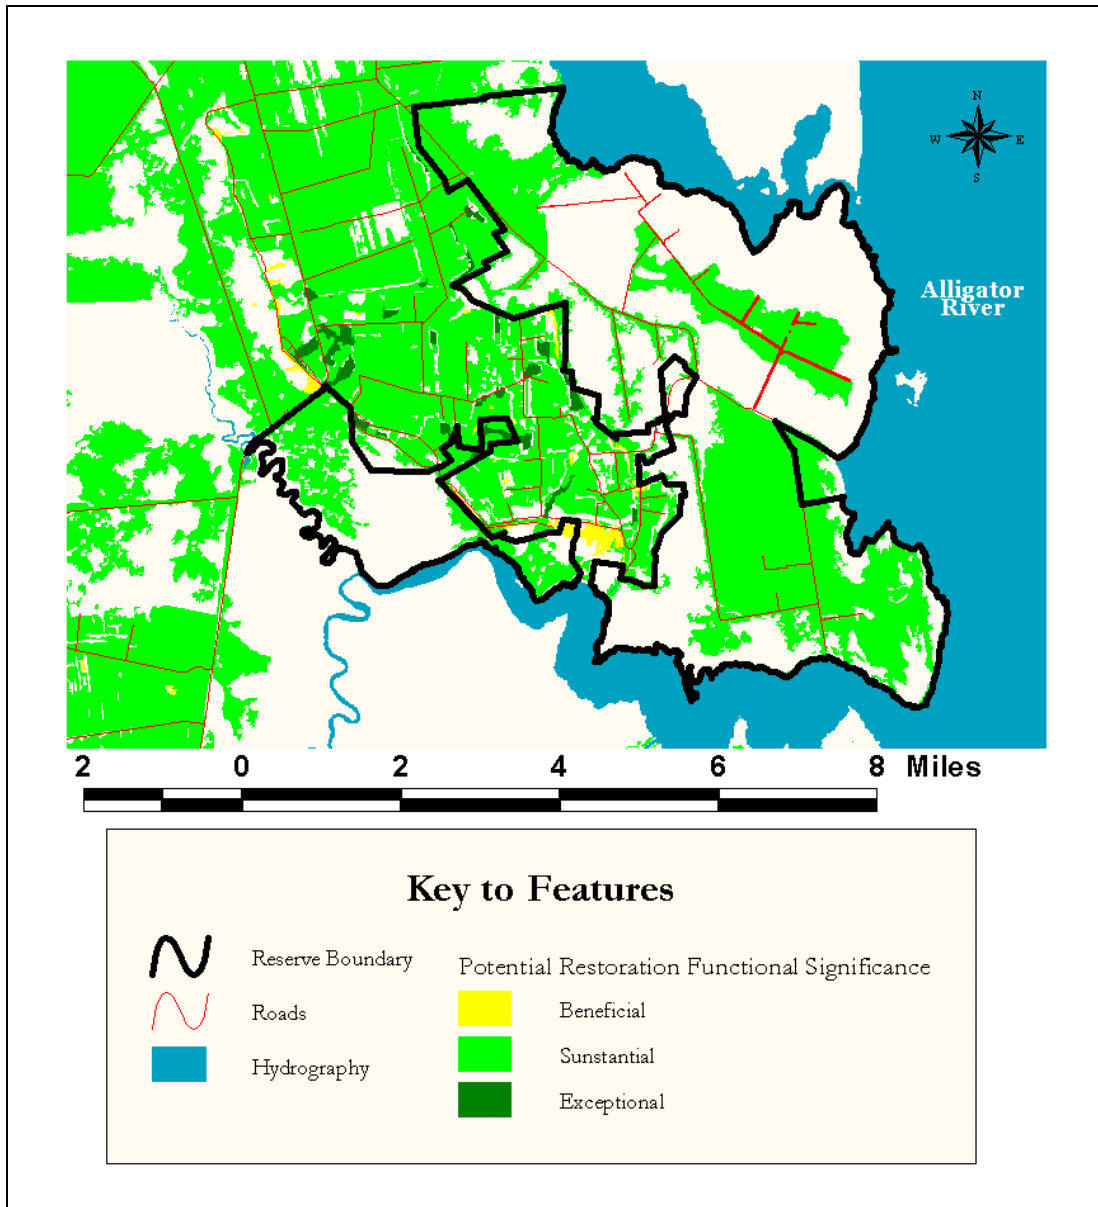 N
W E
S
Alligator
River
2 0 2 4 6 8 Miles
Key to Features
Reserve Boundary
Potential Restoration Functional Significance
Roads
Beneficial
Hydrography
Sunstantial
Exceptional